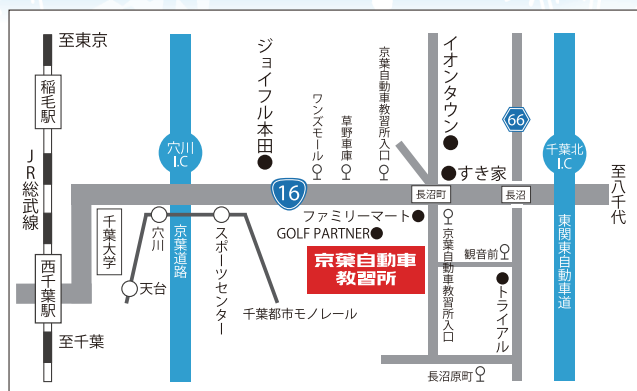 至東京
稲毛駅
JR総武線
西千葉駅
至千葉
穴川
I.C
京葉道路
千葉大学
穴川
天台
スポーツセンター
千葉都市モノレール
ジョイフル本田
16
ワンズモール
草野車庫
京葉自動車教習所入口
イオンタウン
すき家
長沼町
長沼
66
千葉北
I.C
至八千代
東関東自動車道
ファミリーマート
GOLF PARTNER
京葉自動車
教習所
京葉自動車教習所入口
観音前
トライアル
長沼原町